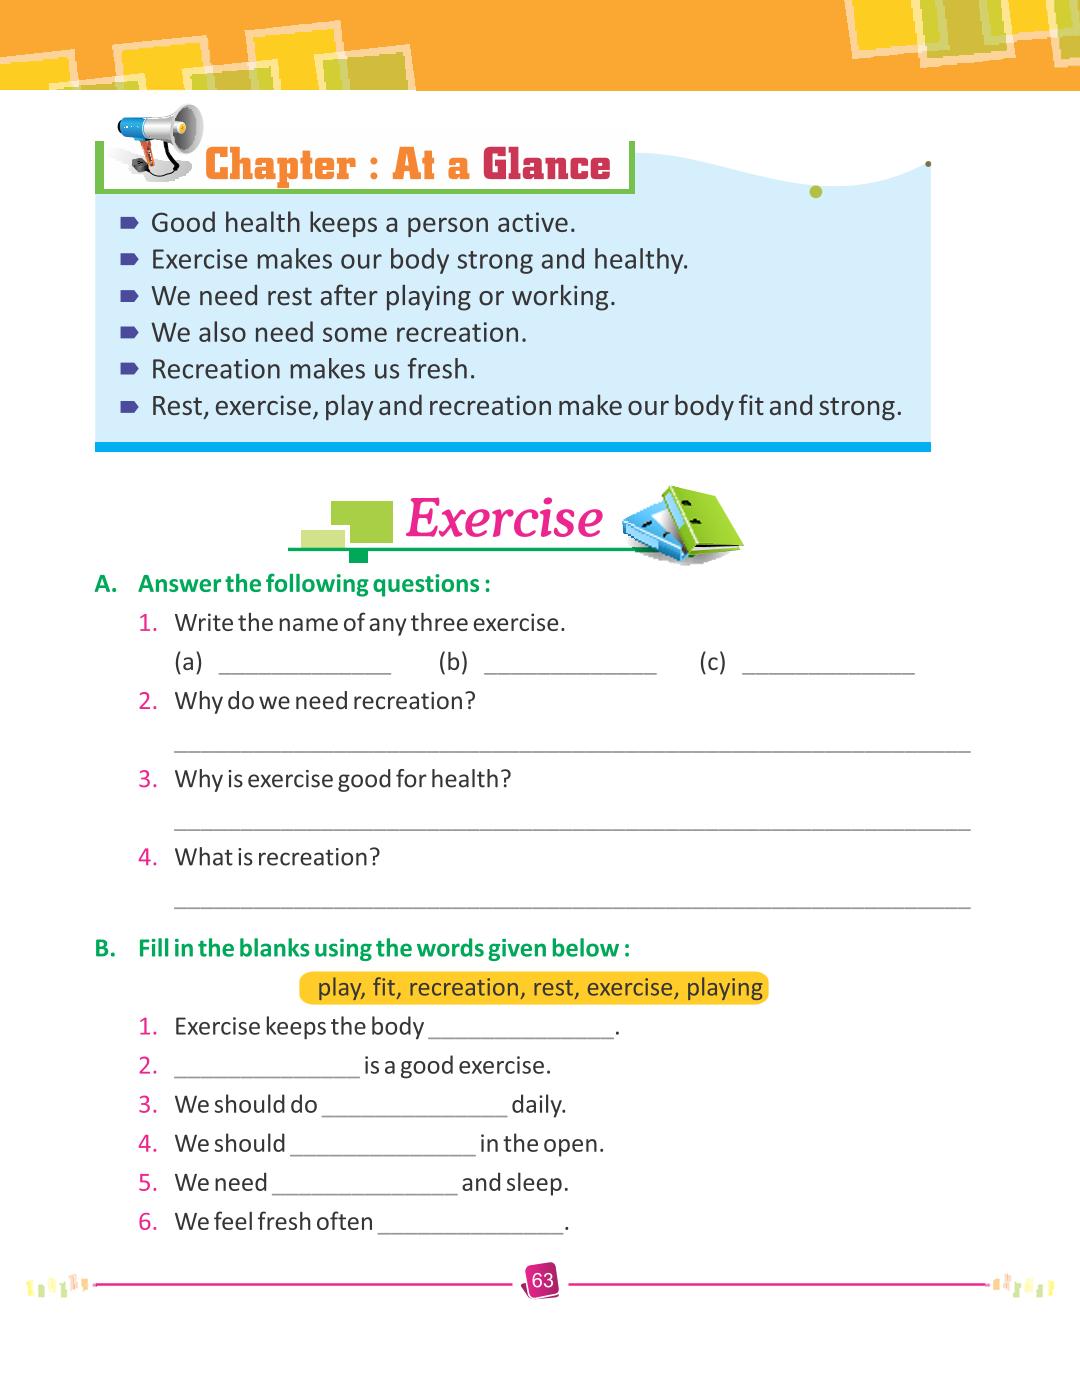 Chapter : At a Glance
Good health keeps a person active.
Exercise makes our body strong and healthy.
We need rest after playing or working.
We also need some recreation.
Recreation makes us fresh.
Rest, exercise, play and recreation make our body fit and strong.
Exercise
A. Answer the following questions :
1. Write the name of any three exercise.
(a) _____________ (b) _____________ (c) _____________
2. Why do we need recreation?
____________________________________________________________
3. Why is exercise good for health?
____________________________________________________________
4. What is recreation?
____________________________________________________________
B. Fill in the blanks using the words given below :
play, fit, recreation, rest, exercise, playing
1. Exercise keeps the body ______________.
2. ______________ is a good exercise.
3. We should do ______________ daily.
4. We should ______________ in the open.
5. We need ______________ and sleep.
6. We feel fresh often ______________.
63